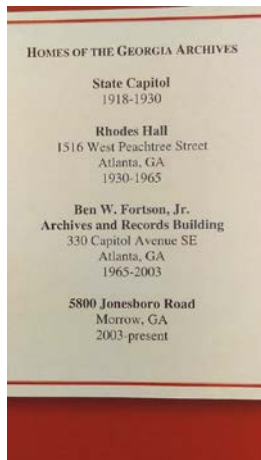 HOMES OF THE GEORGIA ARCHIVES
State Capitol
1918-1930
Rhodes Hall
1516 West Peachtree Street
Atlanta, GA
1930-1965
Ben W. Fortson, Jr.
Archives and Records Building
330 Capitol Avenue SE
Atlanta, GA
1965-2003
5800 Jonesboro Road
Morrow, GA
2003-present